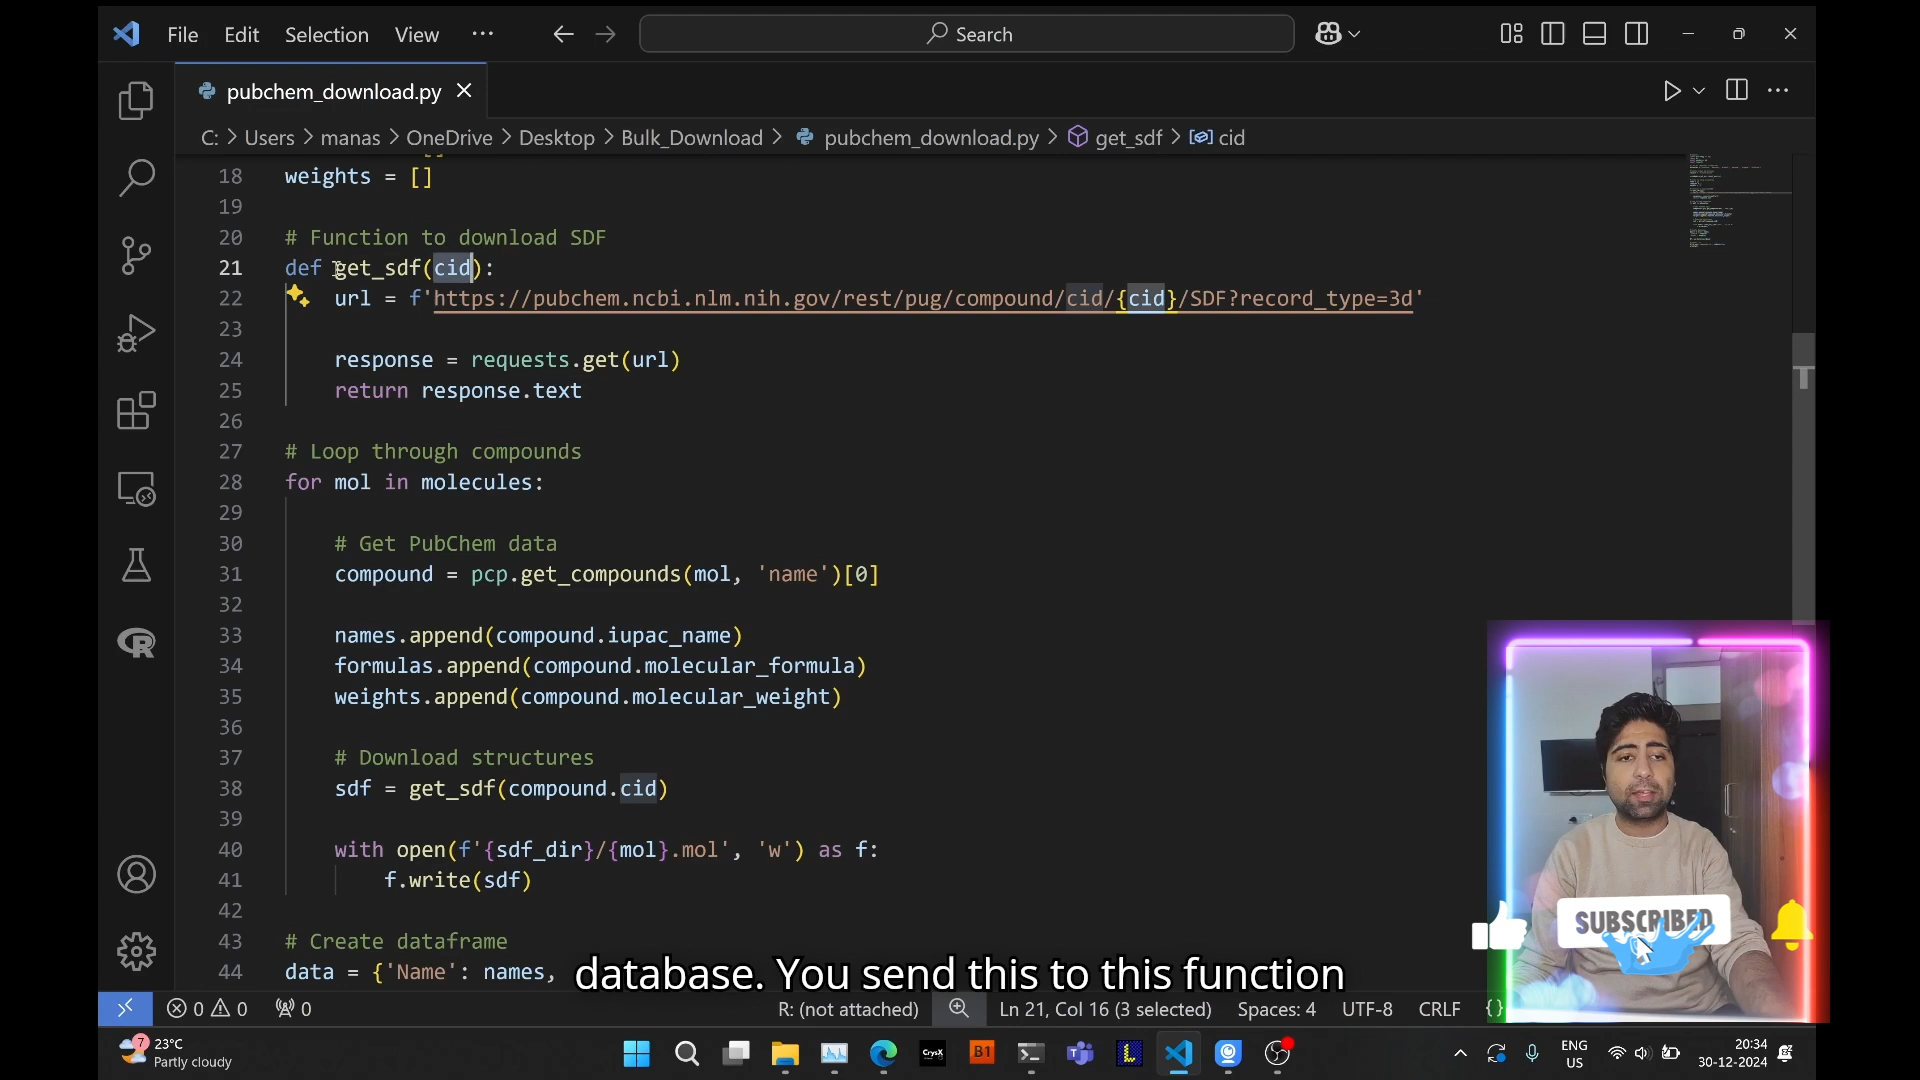 File Edit Selection View ··· Search
pubchem_download.py
C: > Users > manas > OneDrive > Desktop > Bulk_Download > pubchem_download.py > get_sdf > cid
18 weights = []
19
20 # Function to download SDF
21 def get_sdf(cid):
22 url = f'https://pubchem.ncbi.nlm.nih.gov/rest/pug/compound/cid/{cid}/SDF?record_type=3d'
23
24 response = requests.get(url)
25 return response.text
26
27 # Loop through compounds
28 for mol in molecules:
29
30 # Get PubChem data
31 compound = pcp.get_compounds(mol, 'name')[0]
32
33 names.append(compound.iupac_name)
34 formulas.append(compound.molecular_formula)
35 weights.append(compound.molecular_weight)
36
37 # Download structures
38 sdf = get_sdf(compound.cid)
39
40 with open(f'{sdf_dir}/{mol}.mol', 'w') as f:
41 f.write(sdf)
42
43 # Create dataframe
44 data = {'Name': names,
SUBSCRIBED
database. You send this to this function
0 0 0 R: (not attached) Ln 21, Col 16 (3 selected) Spaces: 4 UTF-8 CRLF {}
7 23°C
Partly cloudy
CrysX
B1
ENG
US
20:34
30-12-2024